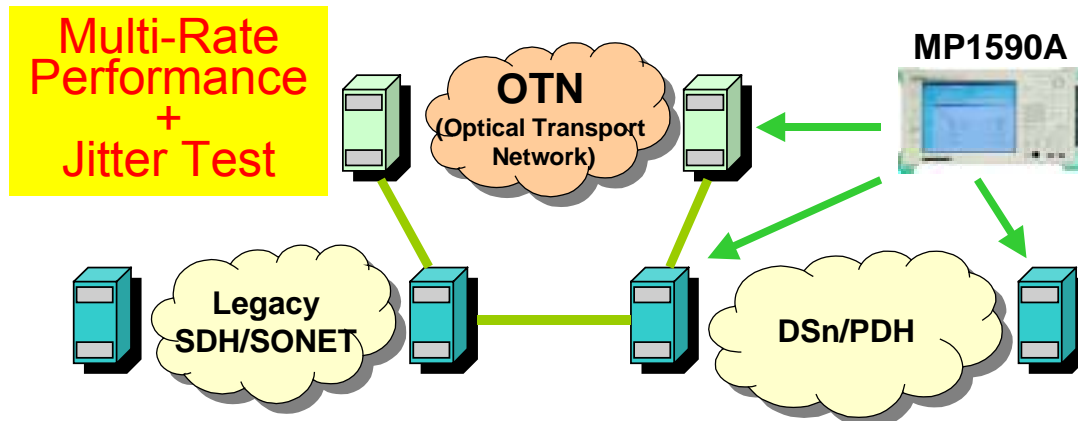 Multi-Rate
Performance
+
Jitter Test
OTN
(Optical Transport
Network)
MP1590A
Legacy
SDH/SONET
DSn/PDH